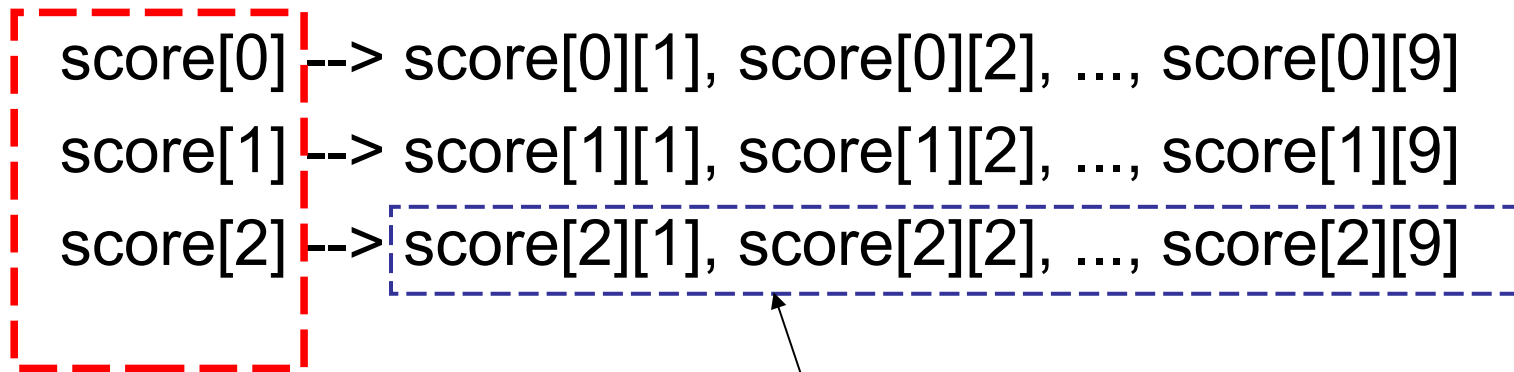 score[0] --> score[0][1], score[0][2], ..., score[0][9]
score[1] --> score[1][1], score[1][2], ..., score[1][9]
score[2] --> score[2][1], score[2][2], ..., score[2][9]